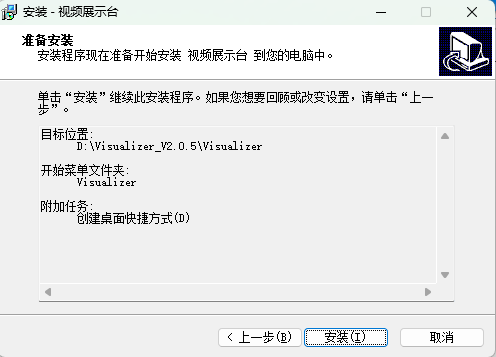 安装 - 视频展示台
准备安装
安装程序现在准备开始安装 视频展示台 到您的电脑中。
单击“安装”继续此安装程序。如果您想要回顾或改变设置，请单击“上一
步”。
目标位置:
D:\Visualizer_V2.0.5\Visualizer
开始菜单文件夹:
Visualizer
附加任务:
创建桌面快捷方式(D)
< 上一步(B) 安装(I) 取消